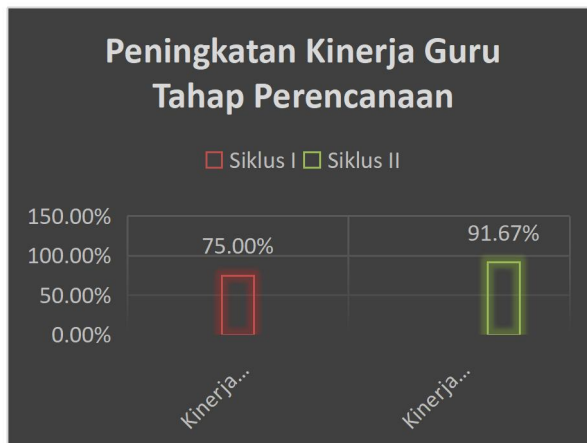 Peningkatan Kinerja Guru
Tahap Perencanaan
Siklus I Siklus II
150.00%
100.00%
50.00%
0.00%
75.00%
91.67%
Kinerja...
Kinerja...